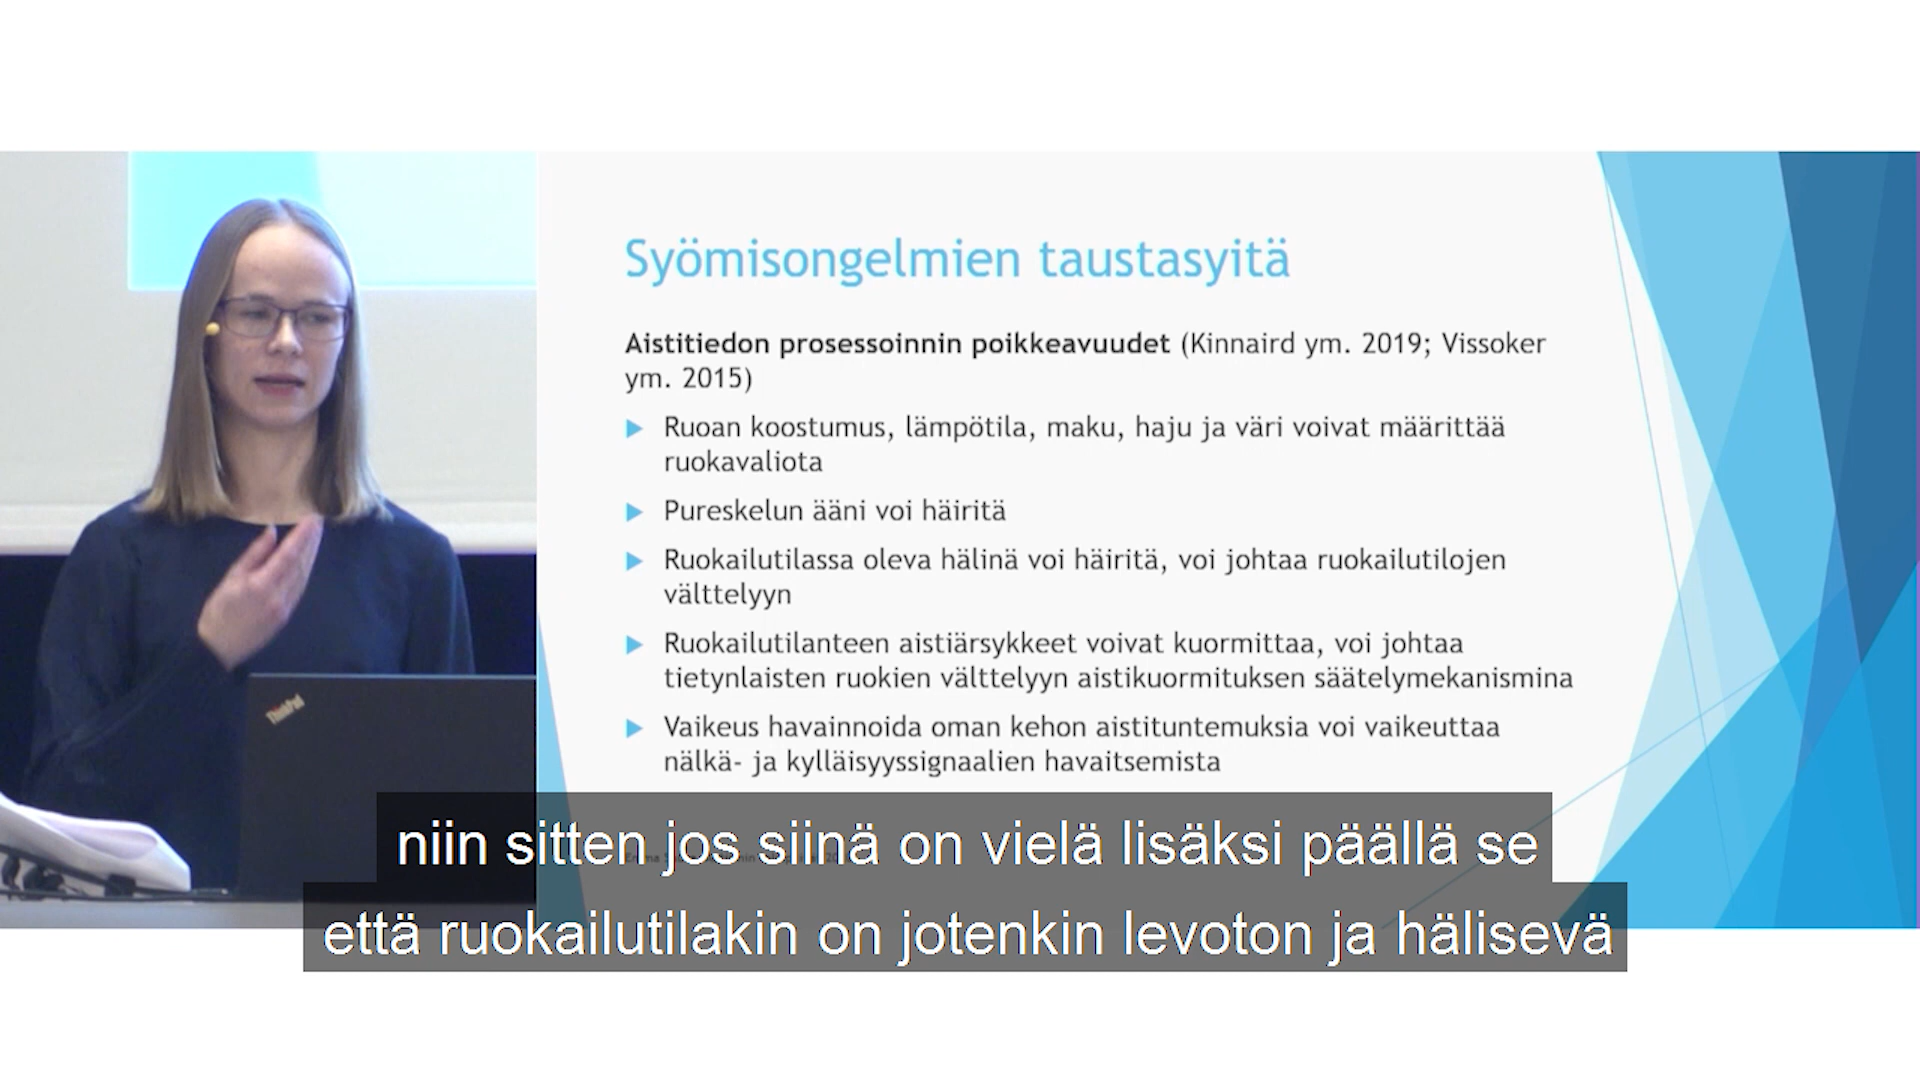 Syömisongelmien taustasyitä
Aistitiedon prosessoinnin poikkeavuudet (Kinnaird ym. 2019; Vissoker
ym. 2015)
Ruoan koostumus, lämpötila, maku, haju ja väri voivat määrittää
ruokavaliota
Pureskelun ääni voi häiritä
Ruokailutilassa oleva hälinä voi häiritä, voi johtaa ruokailutilojen
välttelyyn
Ruokailutilanteen aistiärsykkeet voivat kuormittaa, voi johtaa
tietynlaisten ruokien välttelyyn aistikuormituksen säätelymekanismina
Vaikeus havainnoida oman kehon aistituntemuksia voi vaikeuttaa
nälkä- ja kylläisyyssignaalien havaitsemista
ThinkPad
niin sitten jos siinä on vielä lisäksi päällä se
että ruokailutilakin on jotenkin levoton ja hälisevä